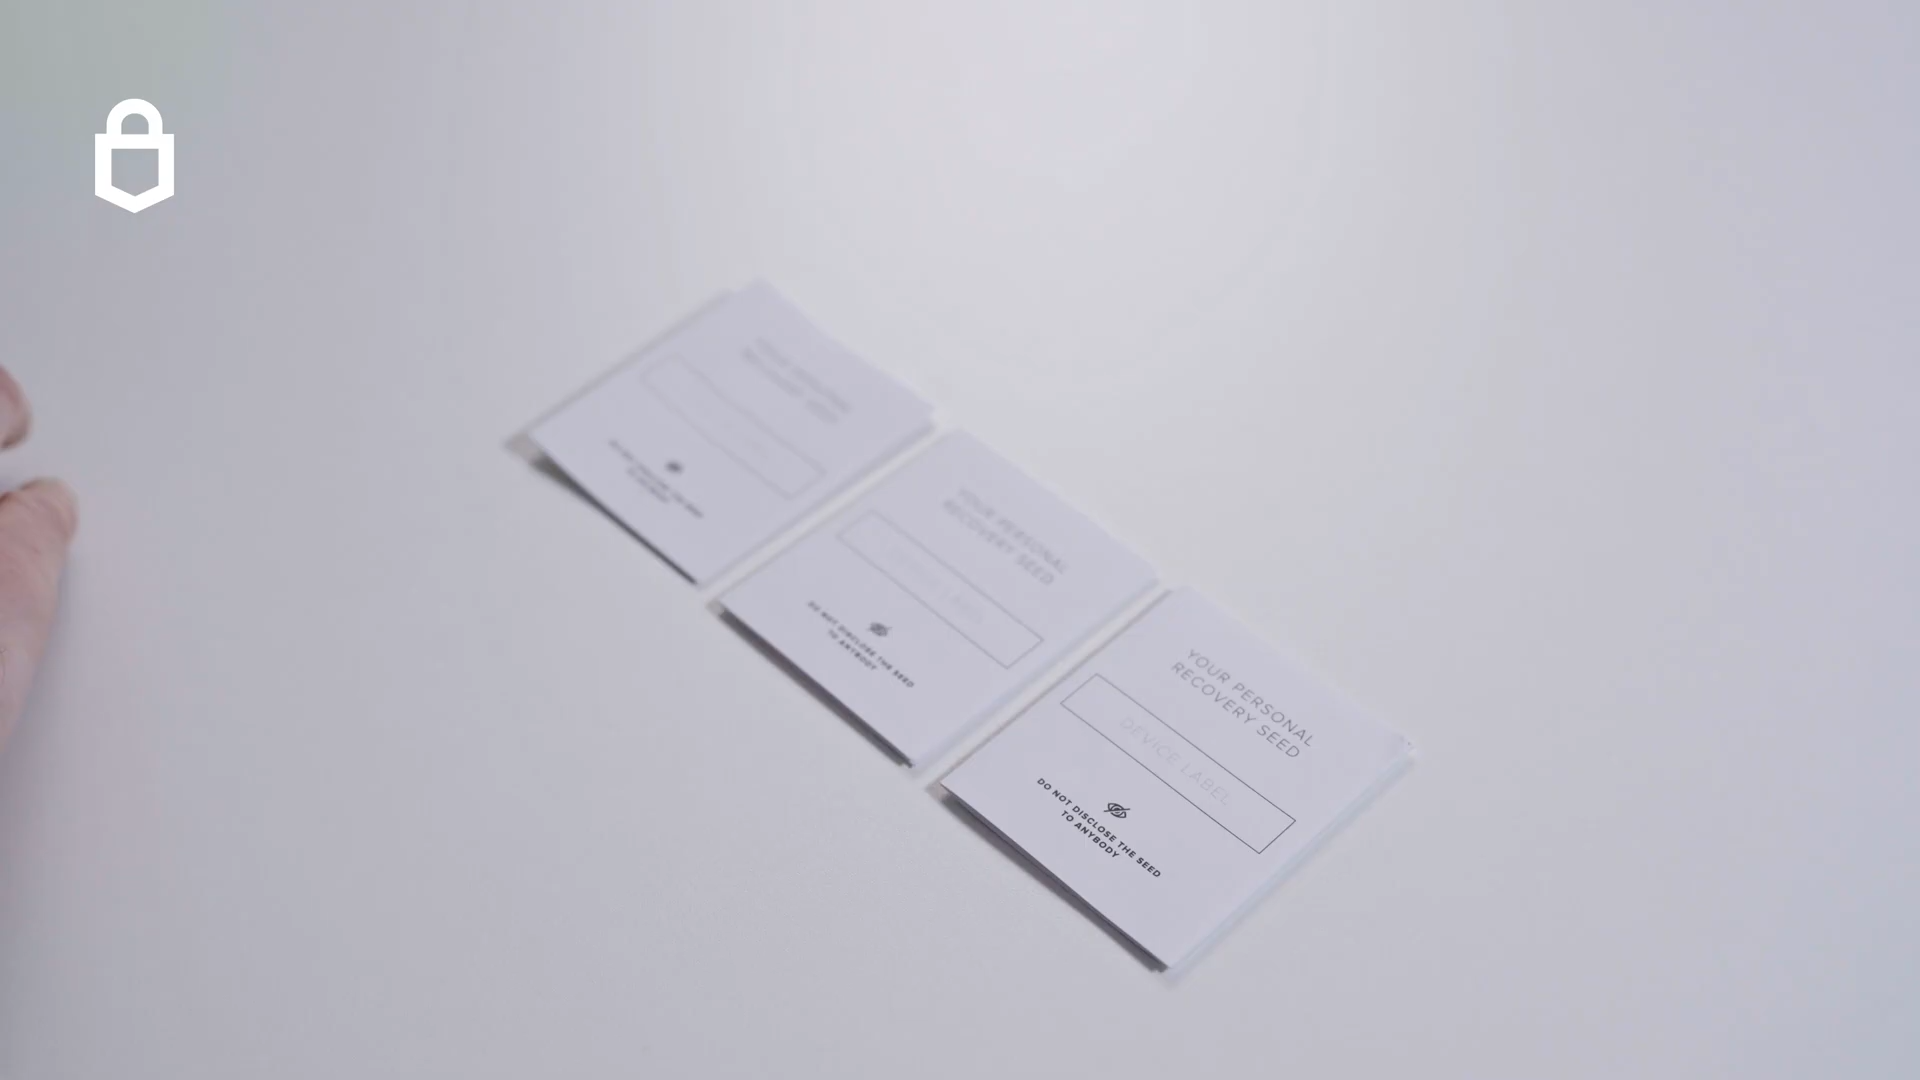 YOUR PERSONAL
RECOVERY SEED
DO NOT DISCLOSE THE SEED
TO ANYBODY
YOUR PERSONAL
RECOVERY SEED
DEVICE LABEL
DO NOT DISCLOSE THE SEED
TO ANYBODY